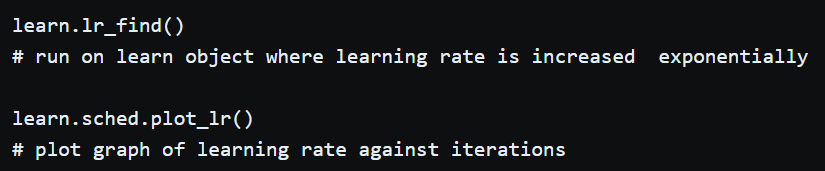 learn.lr_find()
# run on learn object where learning rate is increased  exponentially
learn.sched.plot_lr()
# plot graph of learning rate against iterations